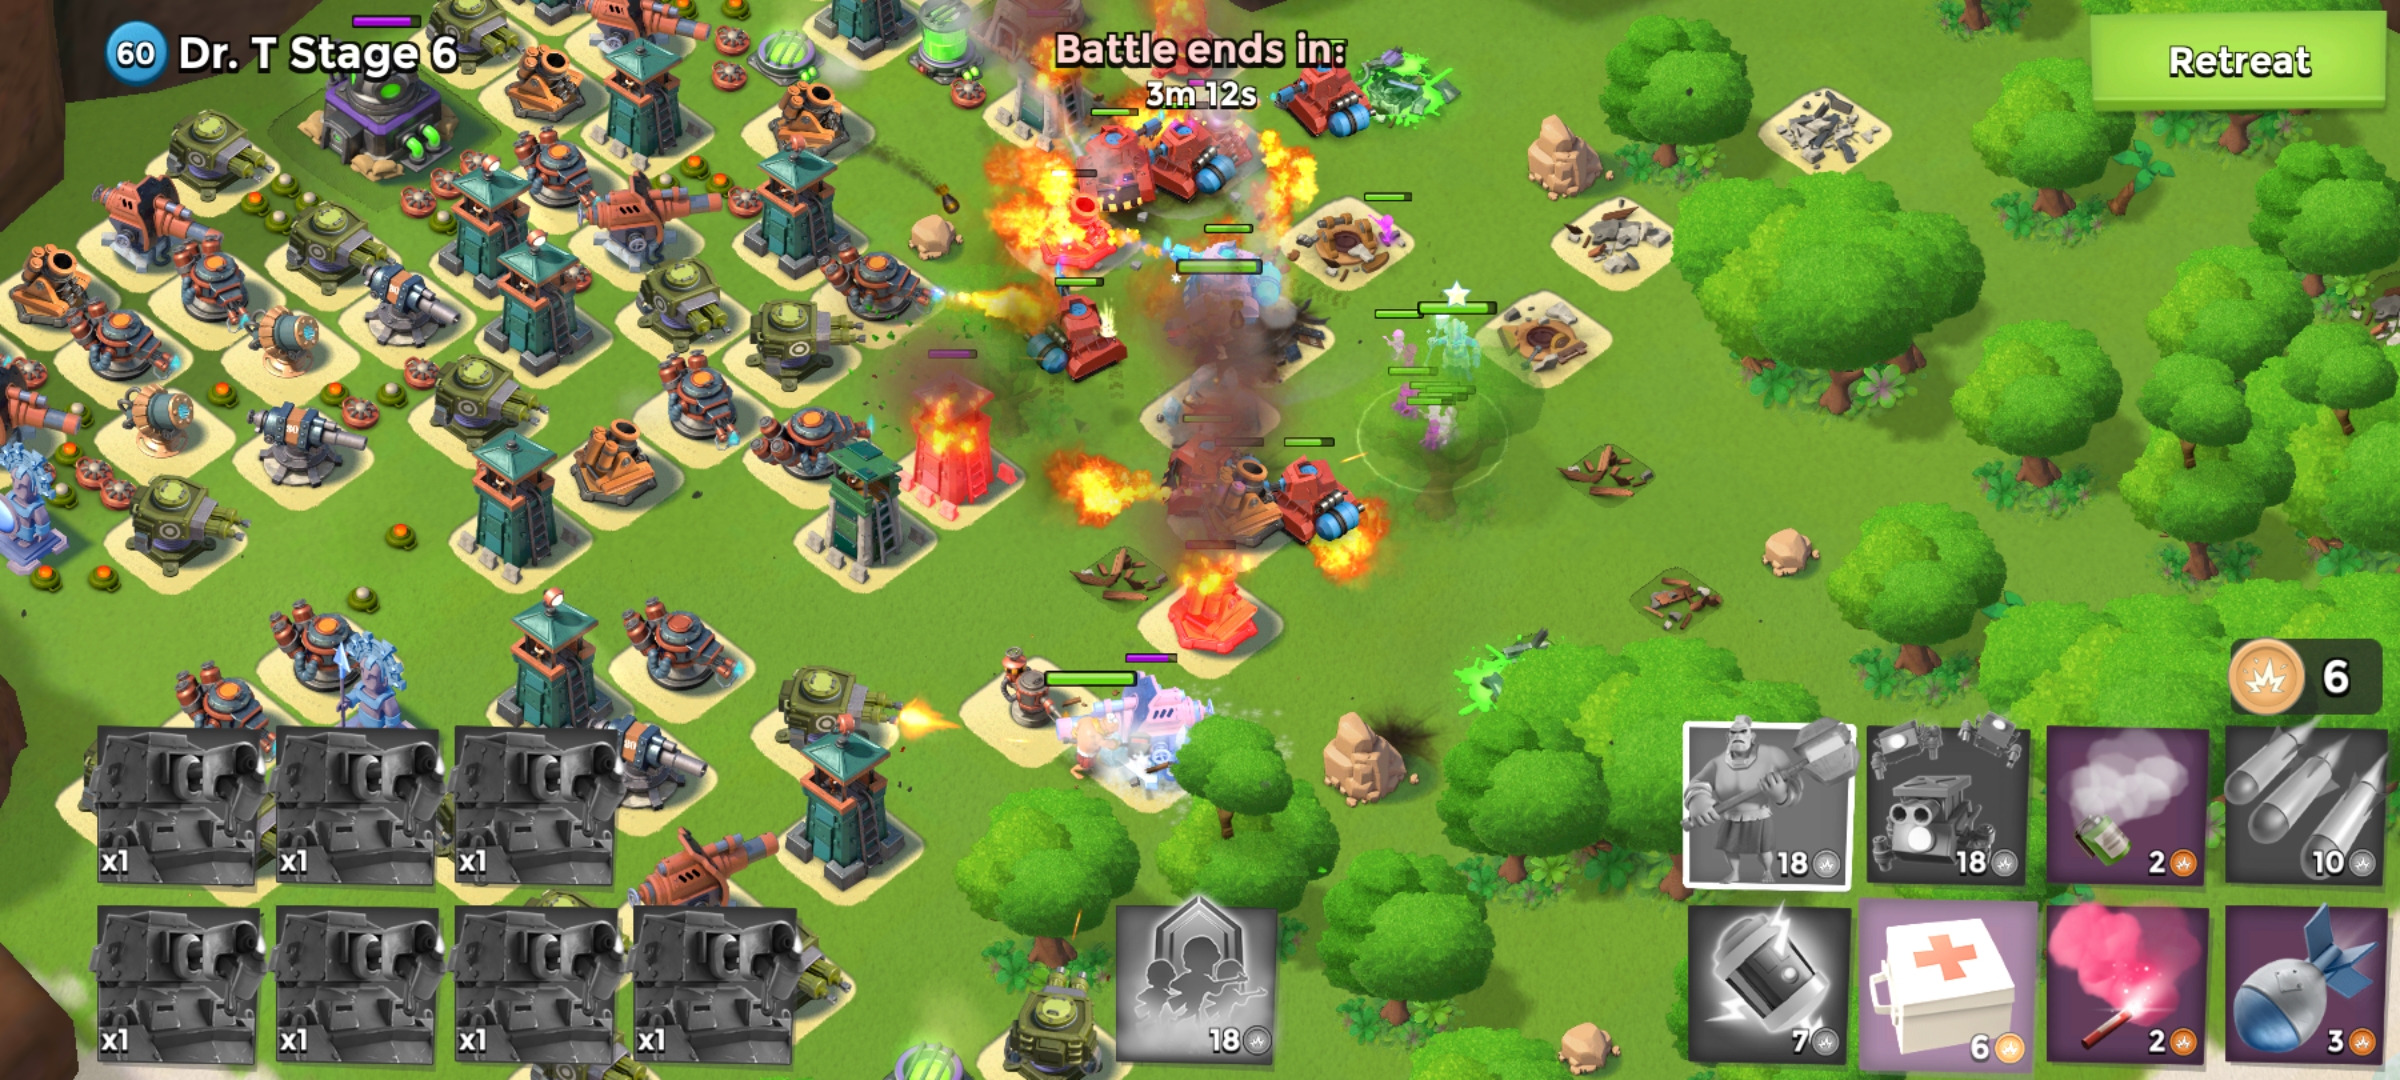 60 Dr. T Stage 6
Battle ends in:
3m 12s
Retreat
6
x1 x1 x1
18 18 2 10
x1 x1 x1 x1
18
7 6 2 3